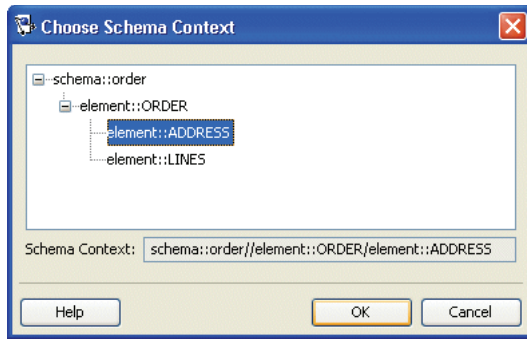 Choose Schema Context
schema::order
element::ORDER
element::ADDRESS
element::LINES
Schema Context: schema::order//element::ORDER/element::ADDRESS
Help OK Cancel